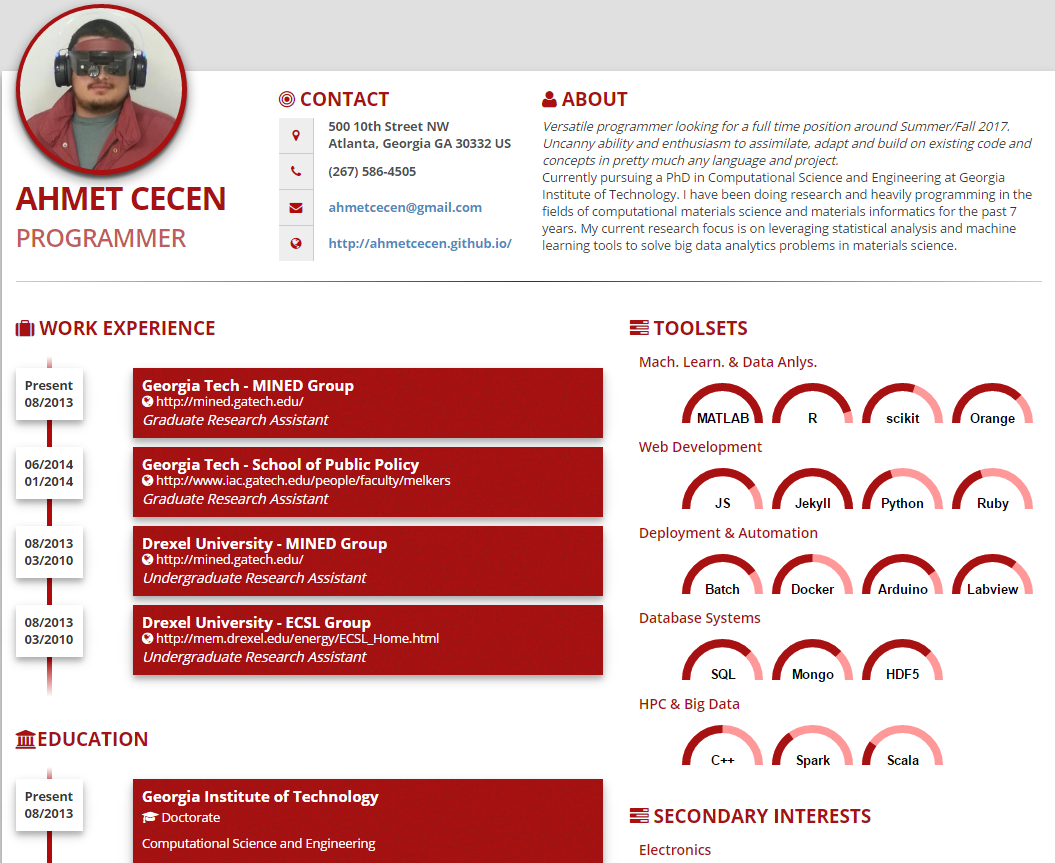 AHMET CECEN
PROGRAMMER
CONTACT
500 10th Street NW
Atlanta, Georgia GA 30332 US
(267) 586-4505
ahmetcecen@gmail.com
http://ahmetcecen.github.io/
ABOUT
Versatile programmer looking for a full time position around Summer/Fall 2017.
Uncanny ability and enthusiasm to assimilate, adapt and build on existing code and
concepts in pretty much any language and project.
Currently pursuing a PhD in Computational Science and Engineering at Georgia
Institute of Technology. I have been doing research and heavily programming in the
fields of computational materials science and materials informatics for the past 7
years. My current research focus is on leveraging statistical analysis and machine
learning tools to solve big data analytics problems in materials science.
WORK EXPERIENCE
Present
08/2013
Georgia Tech - MINED Group
http://mined.gatech.edu/
Graduate Research Assistant
06/2014
01/2014
Georgia Tech - School of Public Policy
http://www.iac.gatech.edu/people/faculty/melkers
Graduate Research Assistant
08/2013
03/2010
Drexel University - MINED Group
http://mined.gatech.edu/
Undergraduate Research Assistant
08/2013
03/2010
Drexel University - ECSL Group
http://mem.drexel.edu/energy/ECSL_Home.html
Undergraduate Research Assistant
EDUCATION
Present
08/2013
Georgia Institute of Technology
Doctorate
Computational Science and Engineering
TOOLSETS
Mach. Learn. & Data Anlys.
MATLAB R scikit Orange
Web Development
JS Jekyll Python Ruby
Deployment & Automation
Batch Docker Arduino Labview
Database Systems
SQL Mongo HDF5
HPC & Big Data
C++ Spark Scala
SECONDARY INTERESTS
Electronics